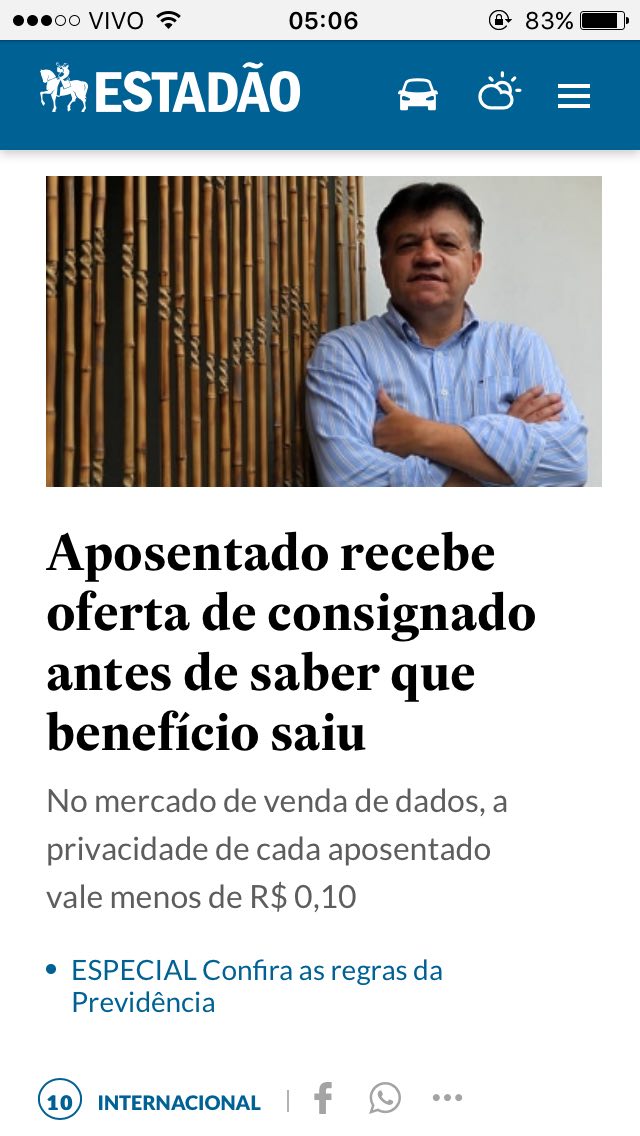 VIVO 05:06 83%
ESTADÃO
Aposentado recebe
oferta de consignado
antes de saber que
benefício saiu
No mercado de venda de dados, a
privacidade de cada aposentado
vale menos de R$ 0,10
• ESPECIAL Confira as regras da
Previdência
10 INTERNACIONAL